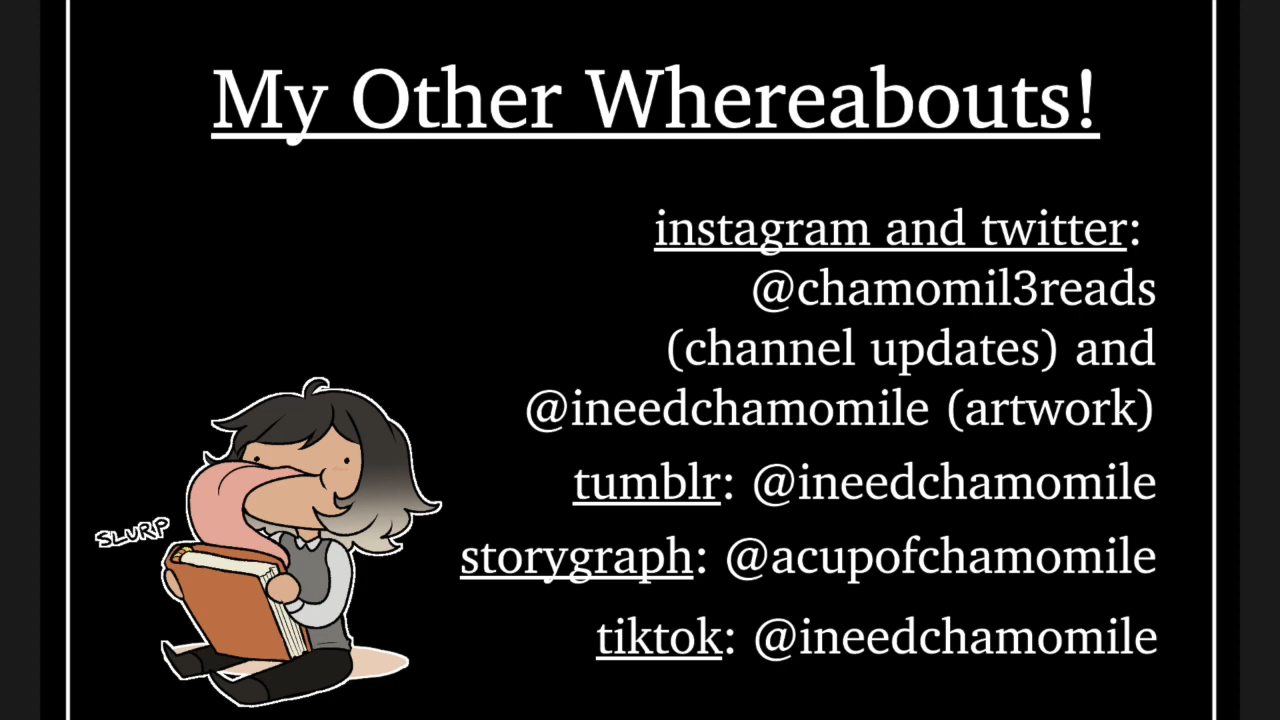 My Other Whereabouts!
instagram and twitter:
@chamomil3reads
(channel updates) and
@ineedchamomile (artwork)
tumblr: @ineedchamomile
SLURP
storygraph: @acupofchamomile
tiktok: @ineedchamomile